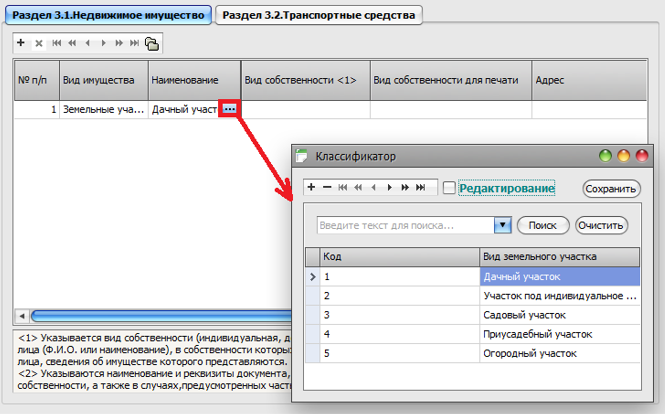 Раздел 3.1.Недвижимое имущество Раздел 3.2.Транспортные средства
№ п/п Вид имущества Наименование Вид собственности <1> Вид собственности для печати Адрес
1 Земельные уча... Дачный участ ...
Классификатор
Редактирование Сохранить
Введите текст для поиска... Поиск Очистить
Код Вид земельного участка
1 Дачный участок
2 Участок под индивидуальное ...
3 Садовый участок
4 Приусадебный участок
5 Огородный участок
<1> Указывается вид собственности (индивидуальная,
лица (Ф.И.О. или наименование), в собственности которых
лица, сведения об имуществе которого представляются.
<2> Указываются наименование и реквизиты документа,
собственности, а также в случаях,предусмотренных